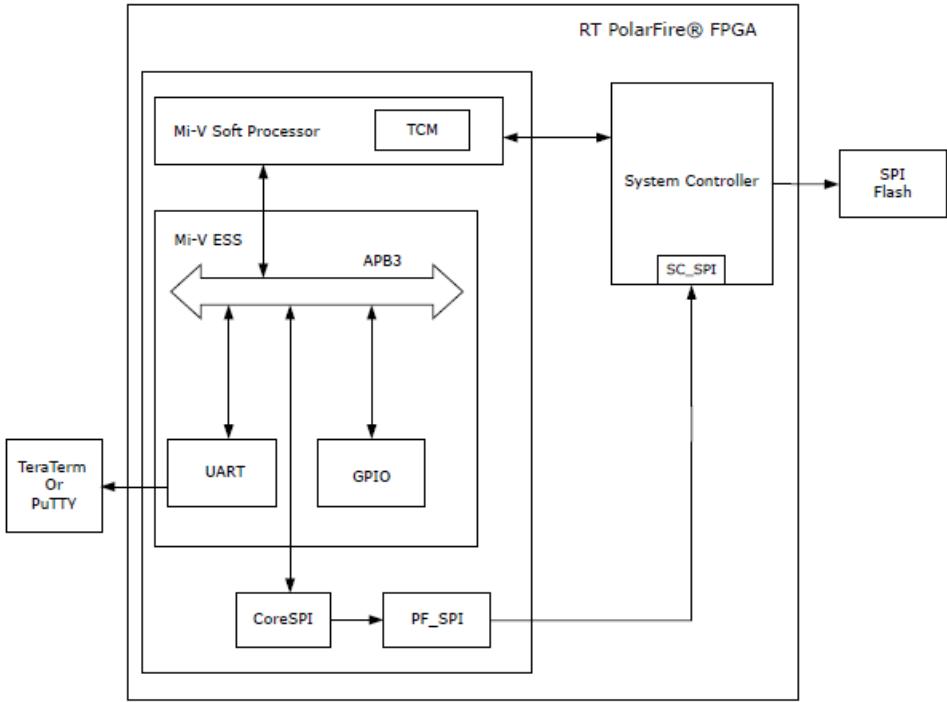 RT PolarFire® FPGA
Mi-V Soft Processor
TCM
System Controller
SPI
Flash
Mi-V ESS
APB3
SC_SPI
UART
GPIO
TeraTerm
Or
PuTTY
CoreSPI
PF_SPI